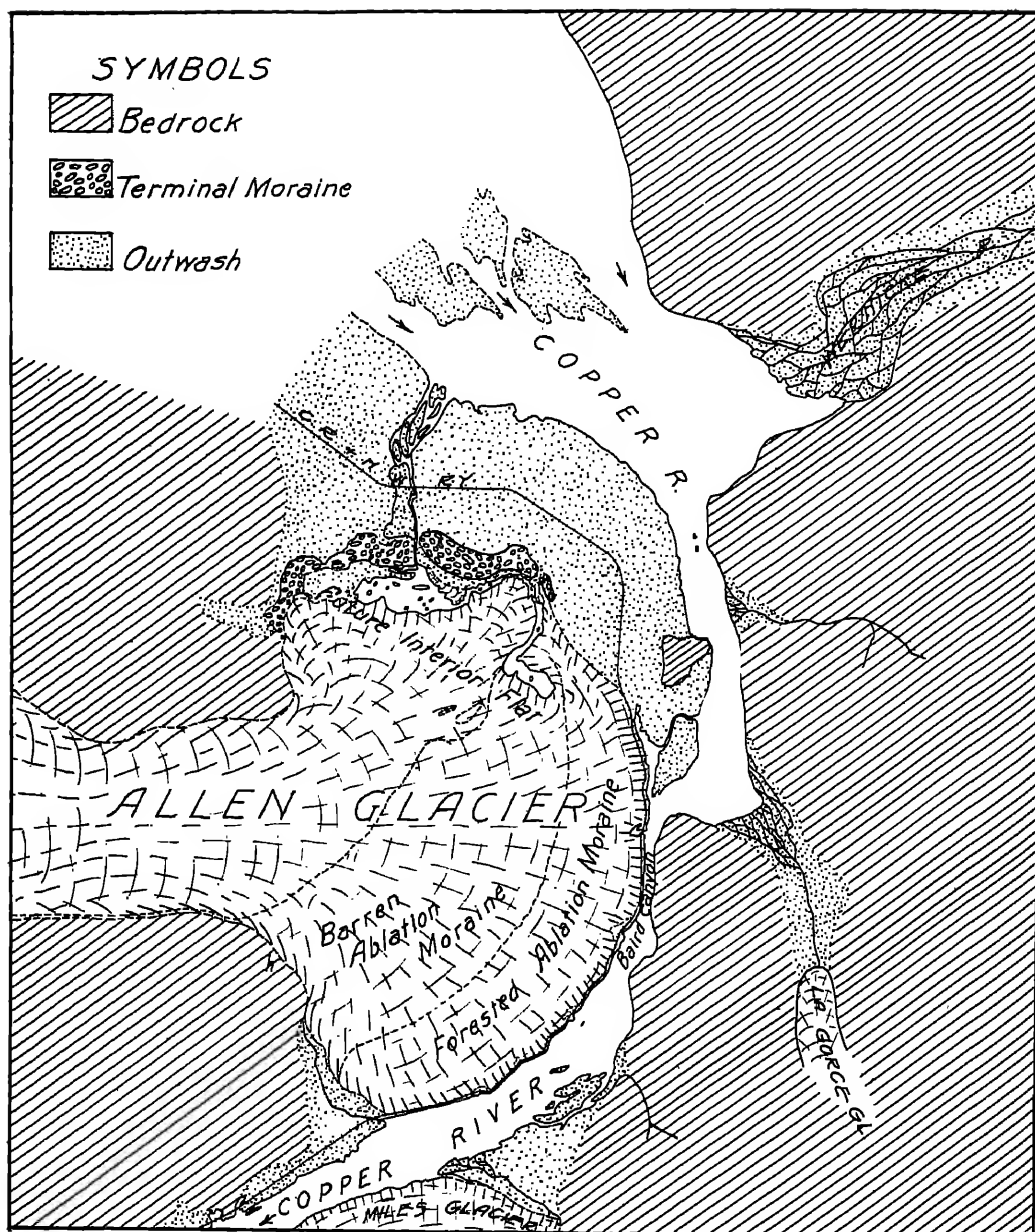 SYMBOLS
Bedrock
Terminal Moraine
Outwash
COPPER R.
C. R. & N. W. RY.
Interior Flat
ALLEN GLACIER
Barren
Ablation
Moraine
Forested Ablation Moraine
Baird Canyon
LA GORCE GL
COPPER RIVER
MILES GLACIER